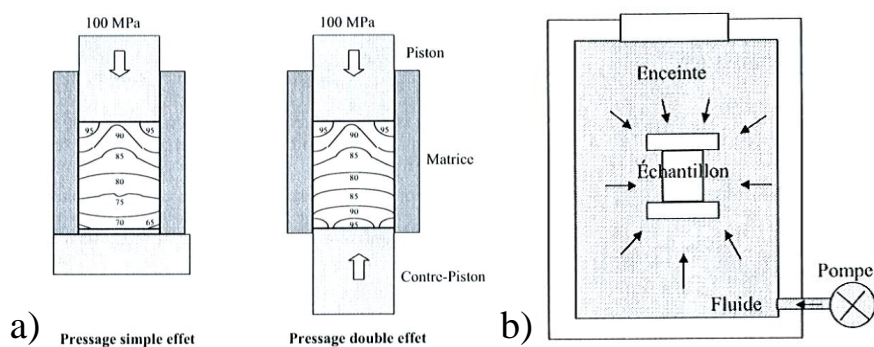 100 MPa
95 95
90
85
80
75
70 65
Pressage simple effet
100 MPa
95 95
90
85
80
85
90
95
Pressage double effet
Piston
Matrice
Contre-Piston
a)
Enceinte
Échantillon
Fluide
Pompe
b)